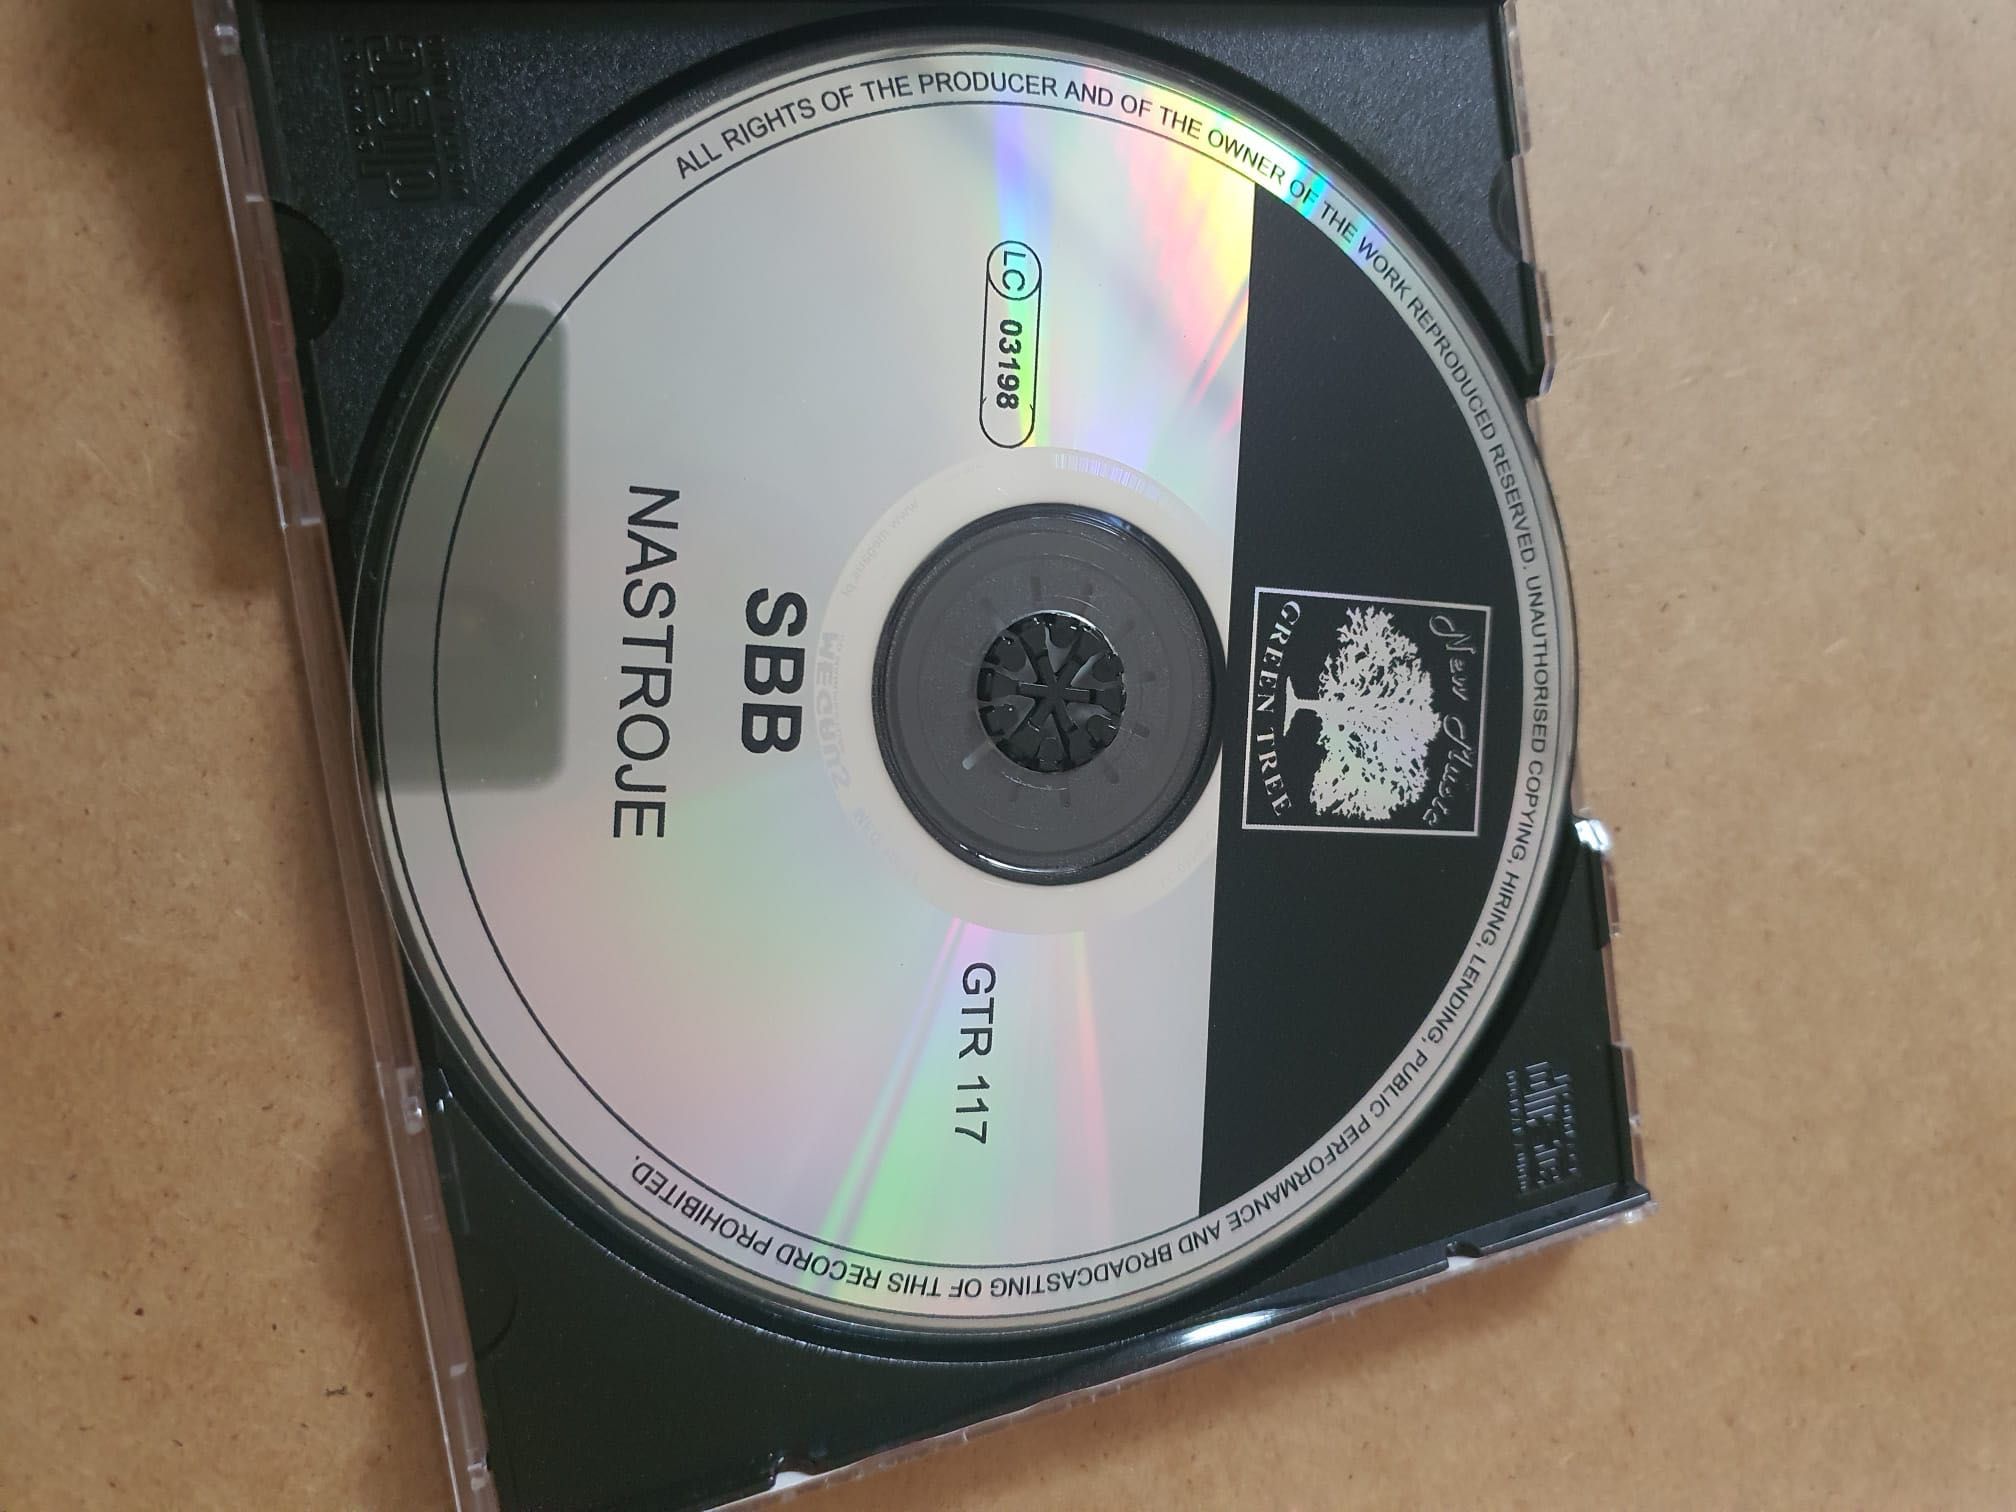 New Music
GREEN TREE
LC 03198
GTR 117
SBB
NASTROJE
ALL RIGHTS OF THE PRODUCER AND OF THE OWNER OF THE WORK REPRODUCED RESERVED. UNAUTHORISED COPYING, HIRING, LENDING, PUBLIC PERFORMANCE AND BROADCASTING OF THIS RECORD PROHIBITED.
disc